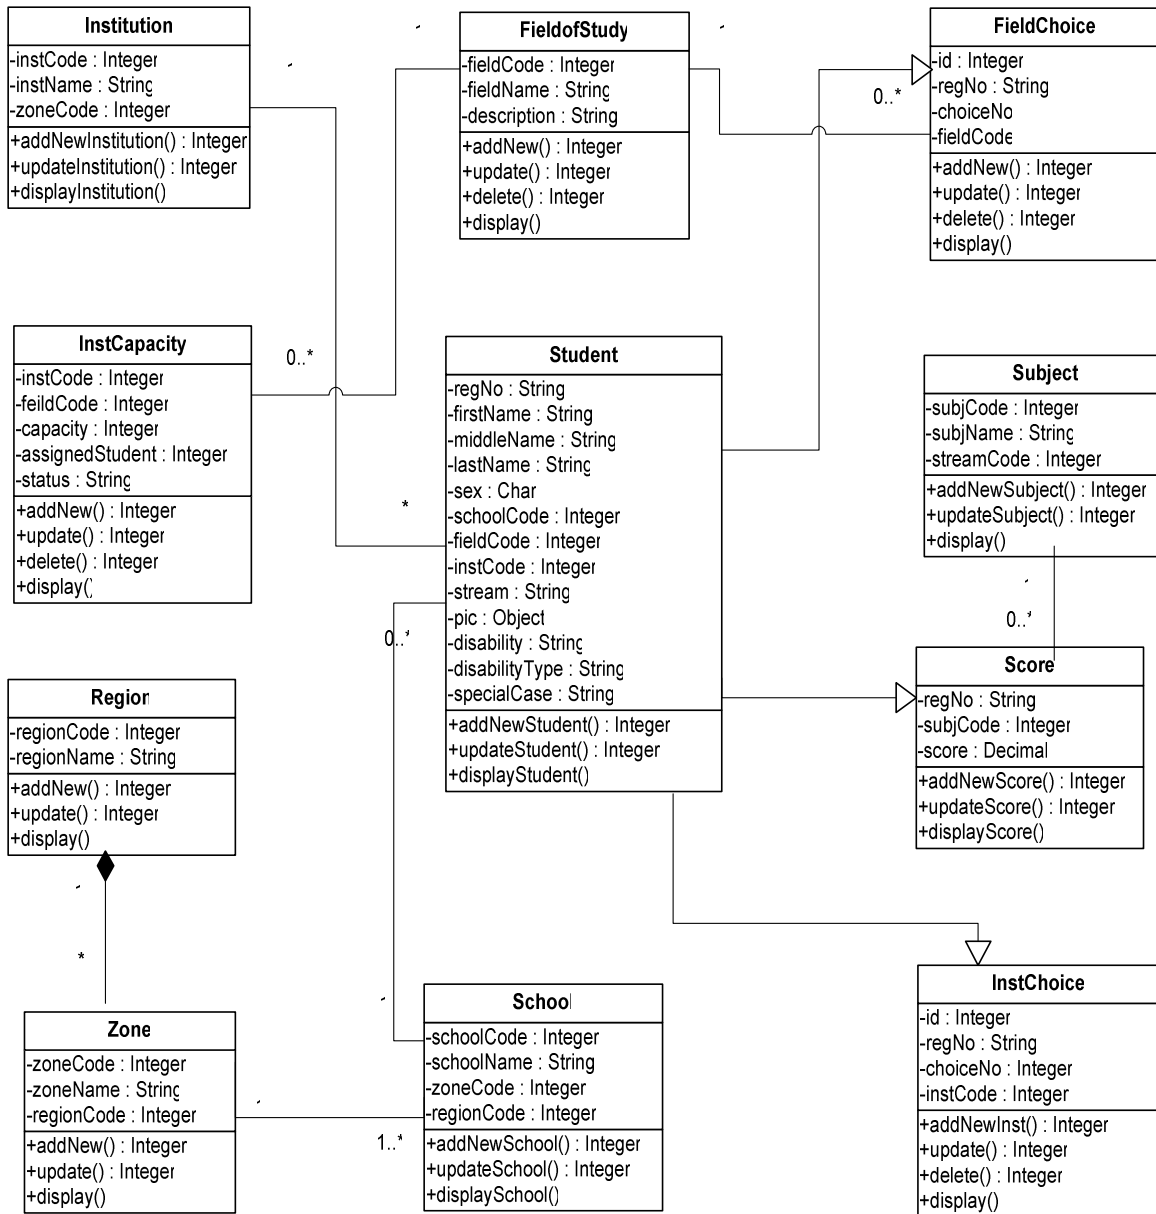 Institution
-instCode : Integer
-instName : String
-zoneCode : Integer
+addNewInstitution() : Integer
+updateInstitution() : Integer
+displayInstitution()
FieldofStudy
-fieldCode : Integer
-fieldName : String
-description : String
+addNew() : Integer
+update() : Integer
+delete() : Integer
+display()
FieldChoice
-id : Integer
-regNo : String
-choiceNo
-fieldCode
+addNew() : Integer
+update() : Integer
+delete() : Integer
+display()
0..*
InstCapacity
-instCode : Integer
-feildCode : Integer
-capacity : Integer
-assignedStudent : Integer
-status : String
+addNew() : Integer
+update() : Integer
+delete() : Integer
+display()
0..*
*
Student
-regNo : String
-firstName : String
-middleName : String
-lastName : String
-sex : Char
-schoolCode : Integer
-fieldCode : Integer
-instCode : Integer
-stream : String
-pic : Object
-disability : String
-disabilityType : String
-specialCase : String
+addNewStudent() : Integer
+updateStudent() : Integer
+displayStudent()
0..*
Subject
-subjCode : Integer
-subjName : String
-streamCode : Integer
+addNewSubject() : Integer
+updateSubject() : Integer
+display()
0..*
Score
-regNo : String
-subjCode : Integer
-score : Decimal
+addNewScore() : Integer
+updateScore() : Integer
+displayScore()
Region
-regionCode : Integer
-regionName : String
+addNew() : Integer
+update() : Integer
+display()
*
Zone
-zoneCode : Integer
-zoneName : String
-regionCode : Integer
+addNew() : Integer
+update() : Integer
+display()
1..*
School
-schoolCode : Integer
-schoolName : String
-zoneCode : Integer
-regionCode : Integer
+addNewSchool() : Integer
+updateSchool() : Integer
+displaySchool()
InstChoice
-id : Integer
-regNo : String
-choiceNo : Integer
-instCode : Integer
+addNewInst() : Integer
+update() : Integer
+delete() : Integer
+display()